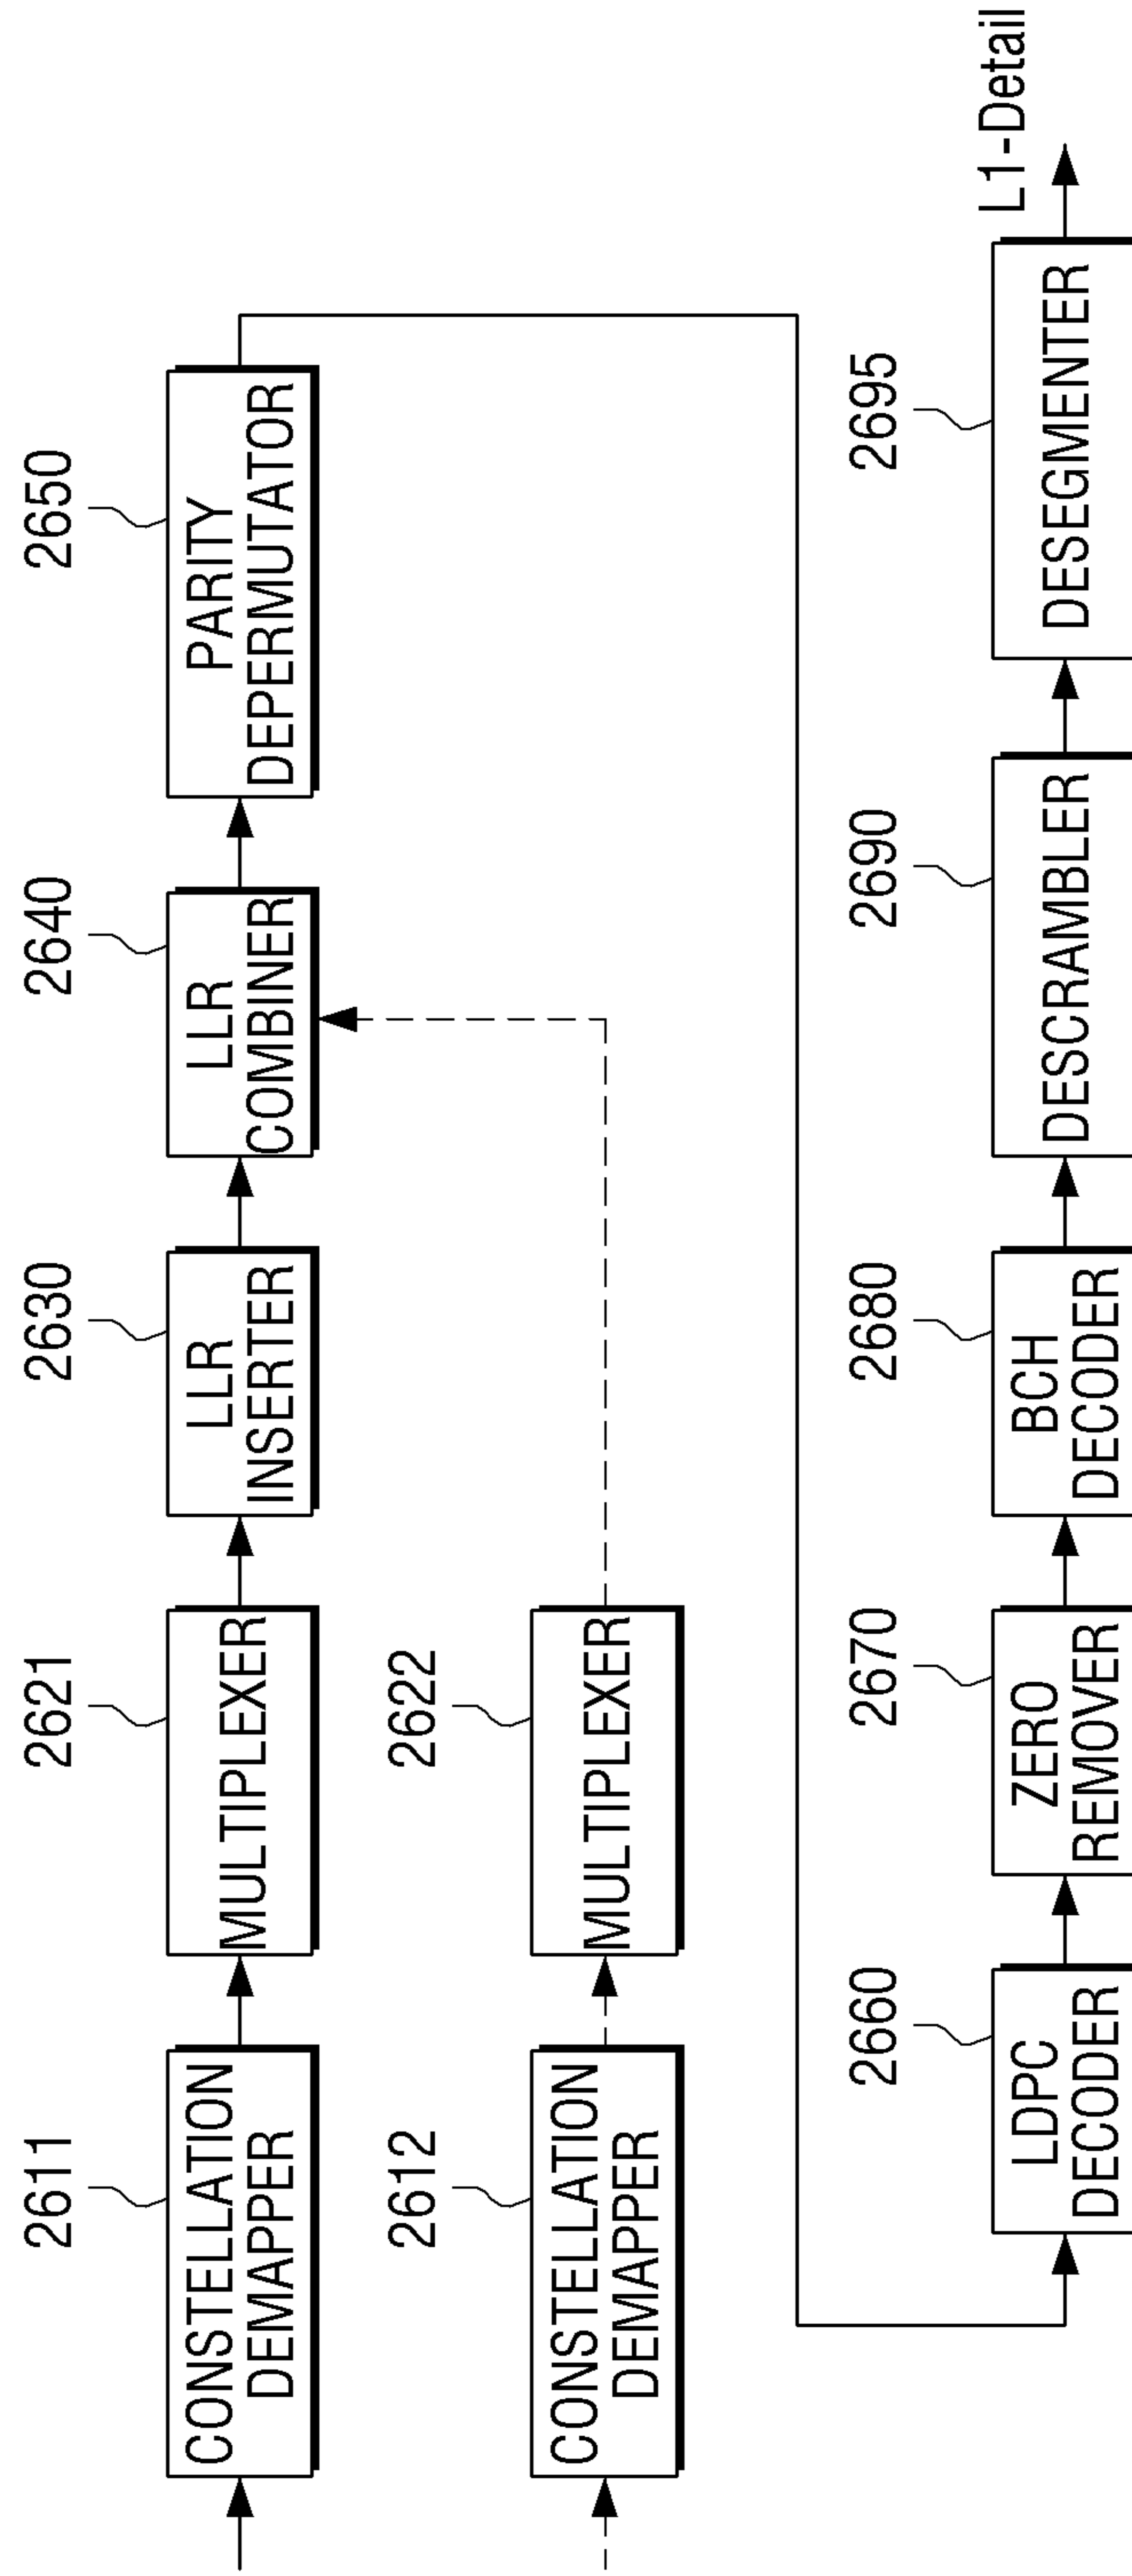 2611
CONSTELLATION
DEMAPPER
2621
MULTIPLEXER
2630
LLR
INSERTER
2640
LLR
COMBINER
2650
PARITY
DEPERMUTATOR
2612
CONSTELLATION
DEMAPPER
2622
MULTIPLEXER
2660
LDPC
DECODER
2670
ZERO
REMOVER
2680
BCH
DECODER
2690
DESCRAMBLER
2695
DESEGMENTER
L1-Detail